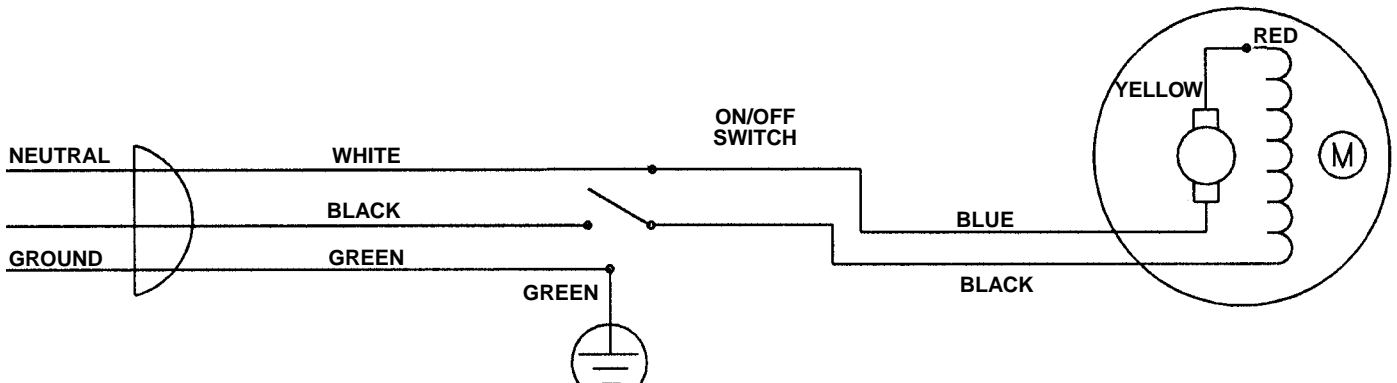 RED
YELLOW
ON/OFF
SWITCH
NEUTRAL
WHITE
BLACK
BLUE
GROUND
GREEN
GREEN
BLACK
M